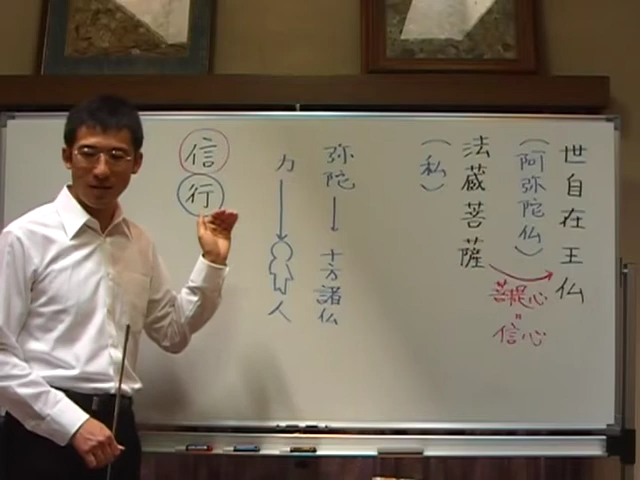 世自在王仏
(阿弥陀仏)
法蔵菩薩
(私)
菩提心
=
信心
弥陀 → 十方諸仏
力 → 人
信
行